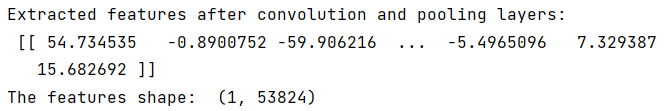 Extracted features after convolution and pooling layers:
[[ 54.734535 -0.8900752 -59.906216 ... -5.4965096 7.329387
15.682692 ]]
The features shape: (1, 53824)